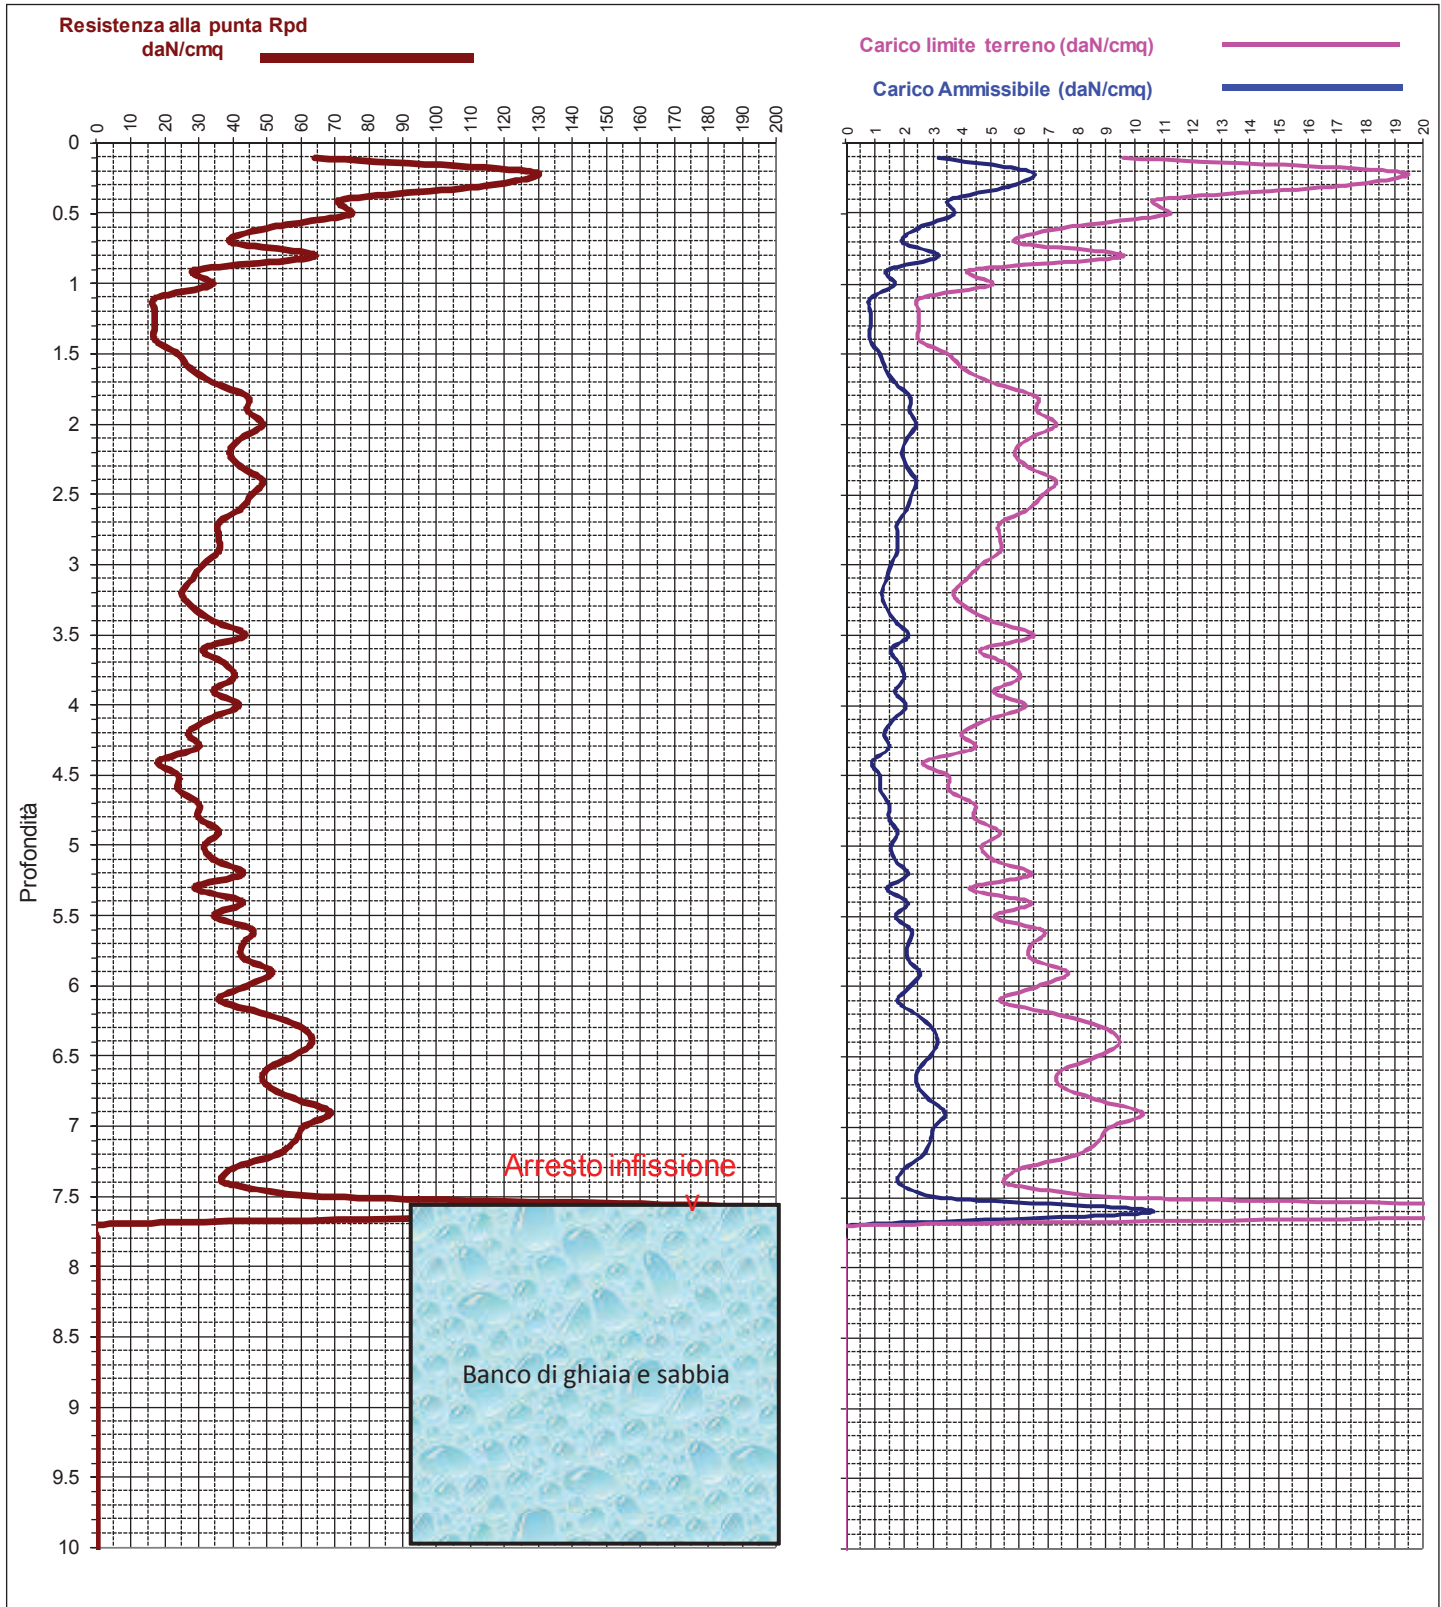 Resistenza alla punta Rpd
daN/cmq
0 10 20 30 40 50 60 70 80 90 100 110 120 130 140 150 160 170 180 190 200
0
0.5
1
1.5
2
2.5
3
3.5
4
4.5
5
5.5
6
6.5
7
7.5
8
8.5
9
9.5
10
Profondità
Arresto infissione
v
Banco di ghiaia e sabbia
Carico limite terreno (daN/cmq)
Carico Ammissibile (daN/cmq)
0 1 2 3 4 5 6 7 8 9 10 11 12 13 14 15 16 17 18 19 20